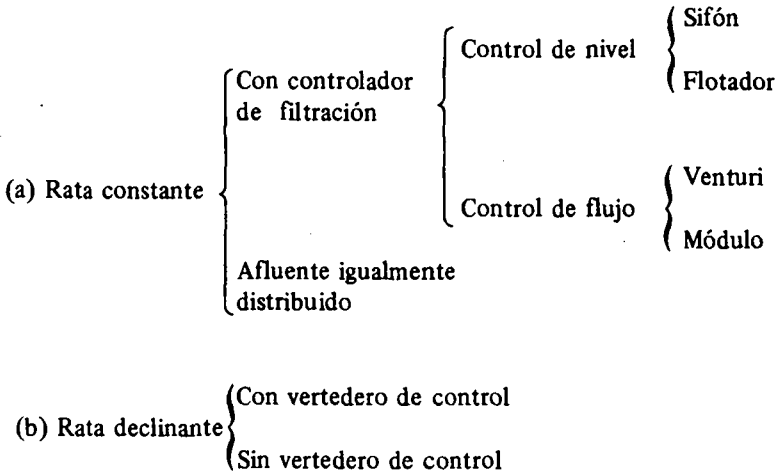 (a) Rata constante
Con controlador
de filtración
Control de nivel
Sifón
Flotador
Control de flujo
Venturi
Módulo
Afluente igualmente
distribuido
(b) Rata declinante
Con vertedero de control
Sin vertedero de control